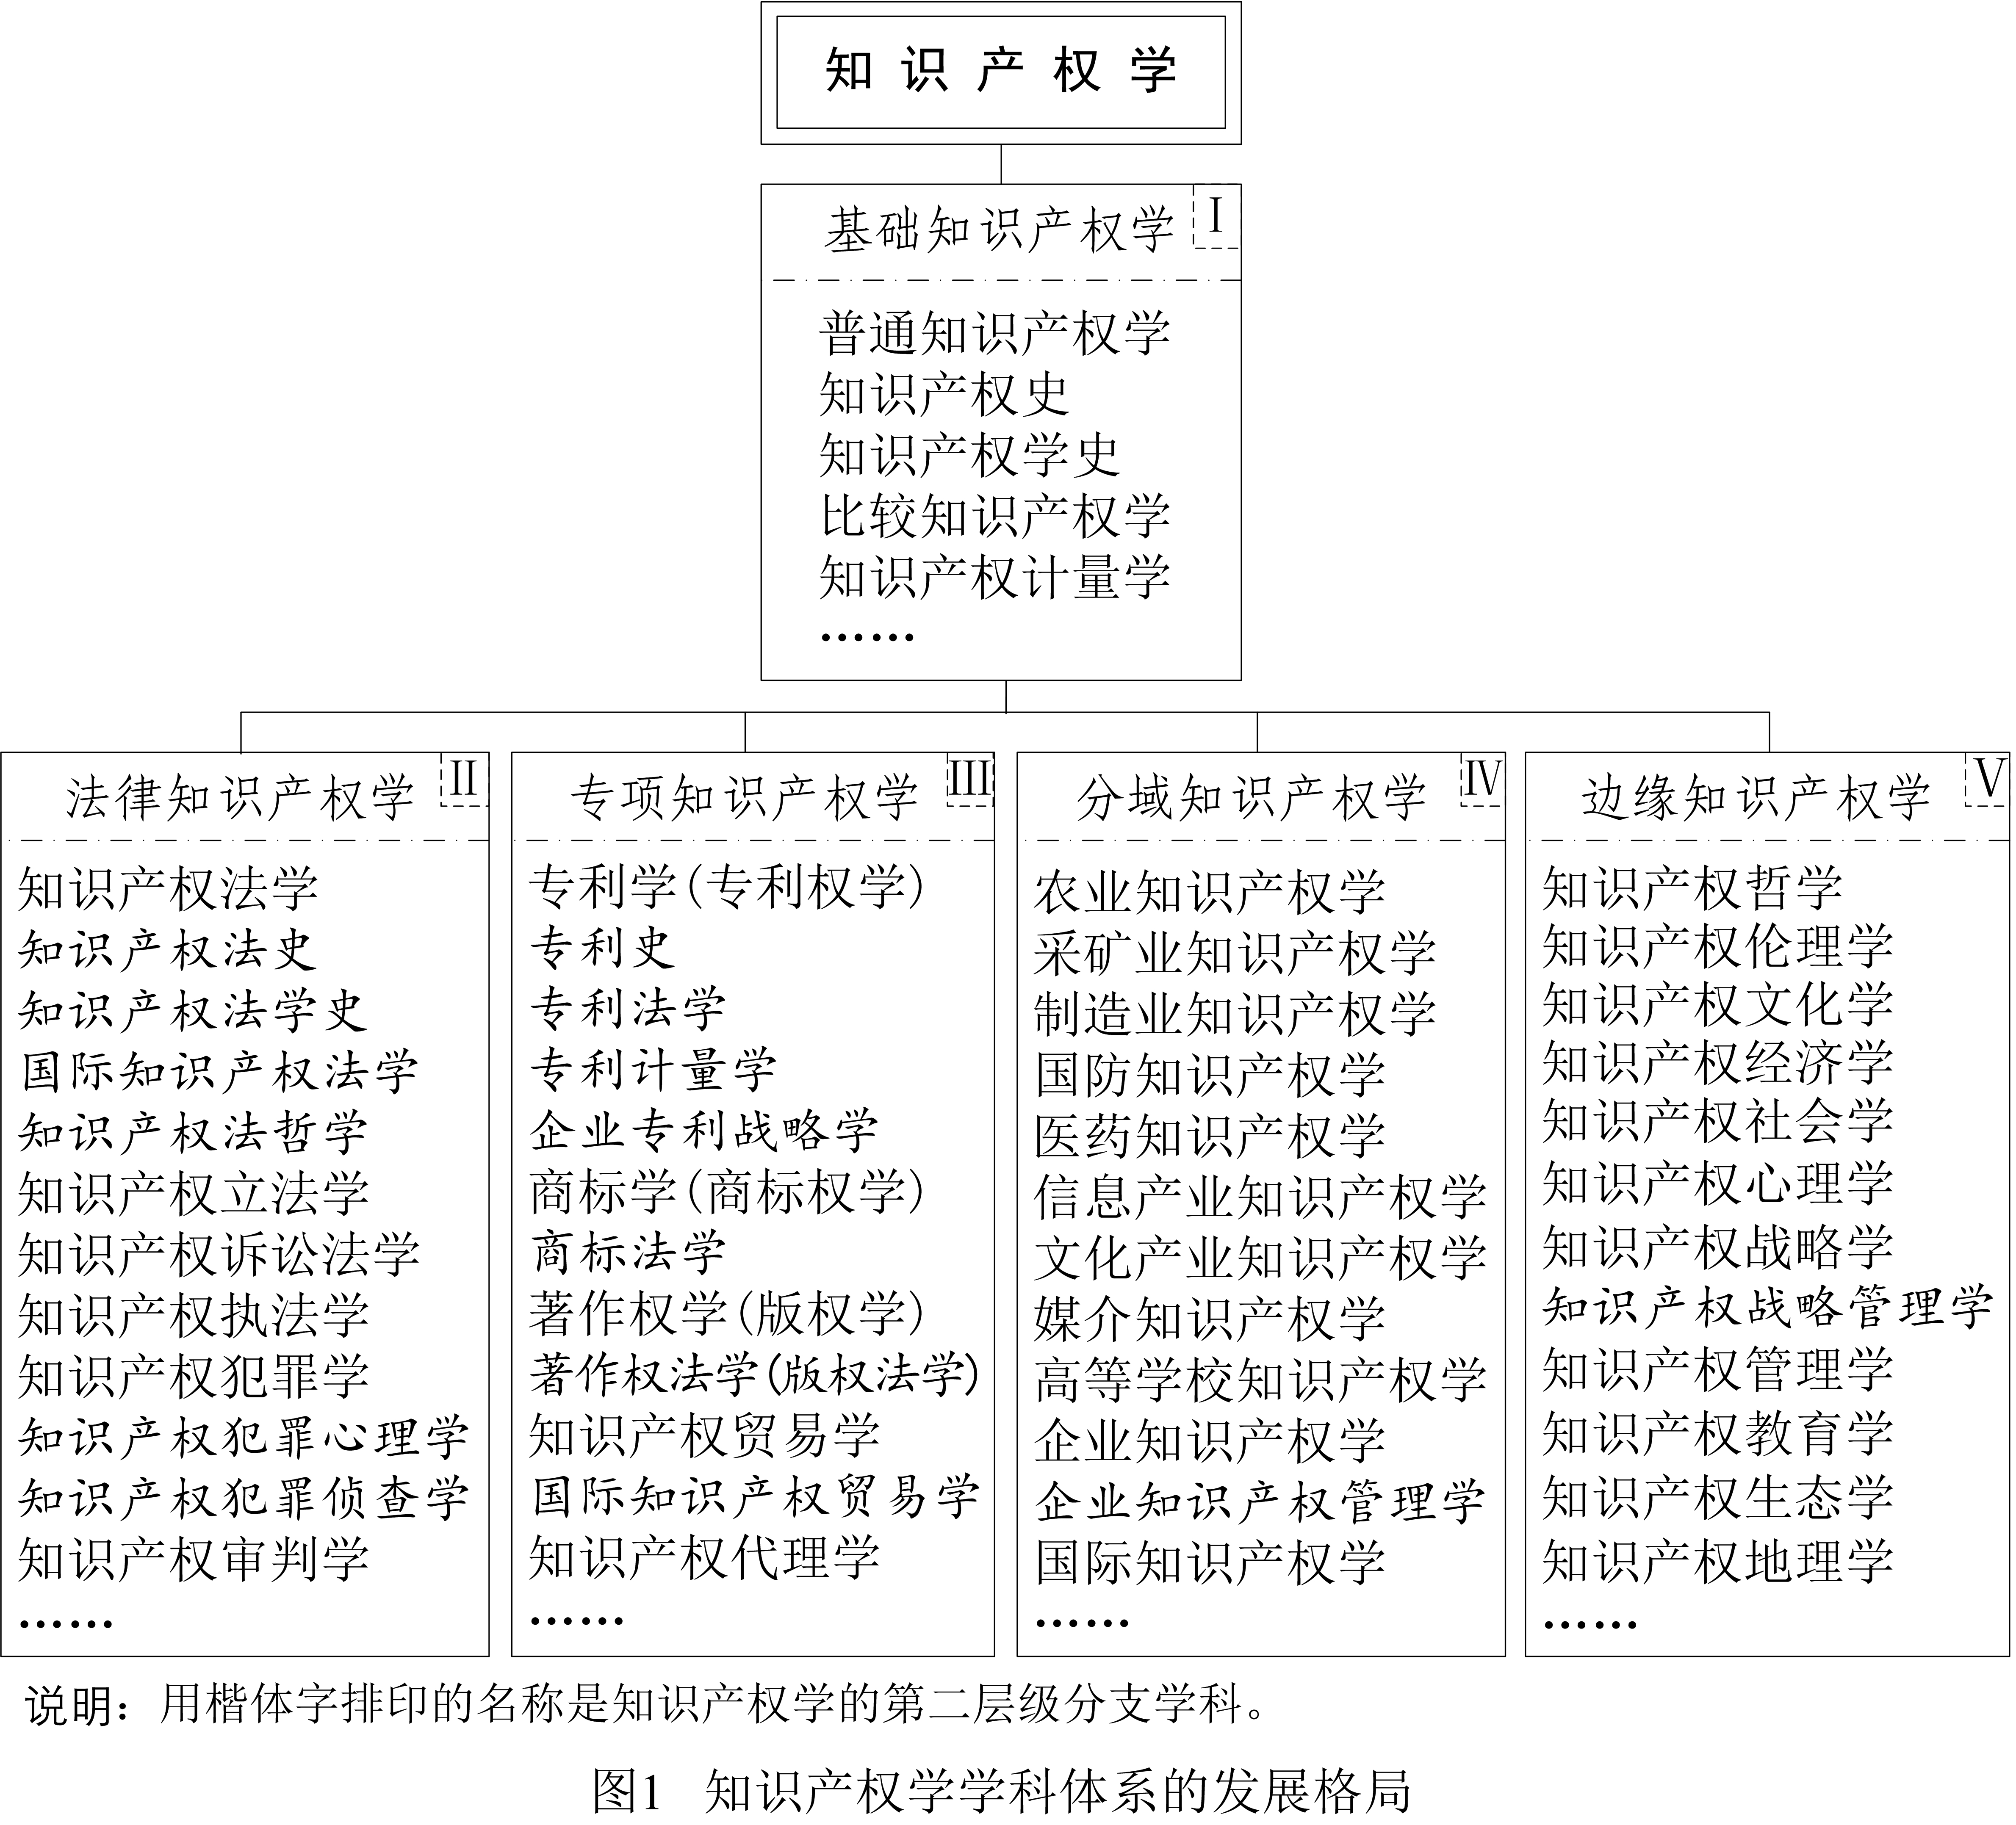 知识产权学
基础知识产权学 I
普通知识产权学
知识产权史
知识产权学史
比较知识产权学
知识产权计量学
……
法律知识产权学 II
知识产权法学
知识产权法史
知识产权法学史
国际知识产权法学
知识产权法哲学
知识产权立法学
知识产权诉讼法学
知识产权执法学
知识产权犯罪学
知识产权犯罪心理学
知识产权犯罪侦查学
知识产权审判学
……
专项知识产权学 III
专利学(专利权学)
专利史
专利法学
专利计量学
企业专利战略学
商标学(商标权学)
商标法学
著作权学(版权学)
著作权法学(版权法学)
知识产权贸易学
国际知识产权贸易学
知识产权代理学
……
分域知识产权学 IV
农业知识产权学
采矿业知识产权学
制造业知识产权学
国防知识产权学
医药知识产权学
信息产业知识产权学
文化产业知识产权学
媒介知识产权学
高等学校知识产权学
企业知识产权学
企业知识产权管理学
国际知识产权学
……
边缘知识产权学 V
知识产权哲学
知识产权伦理学
知识产权文化学
知识产权经济学
知识产权社会学
知识产权心理学
知识产权战略学
知识产权战略管理学
知识产权管理学
知识产权教育学
知识产权生态学
知识产权地理学
……
说明：用楷体字排印的名称是知识产权学的第二层级分支学科。
图1 知识产权学学科体系的发展格局